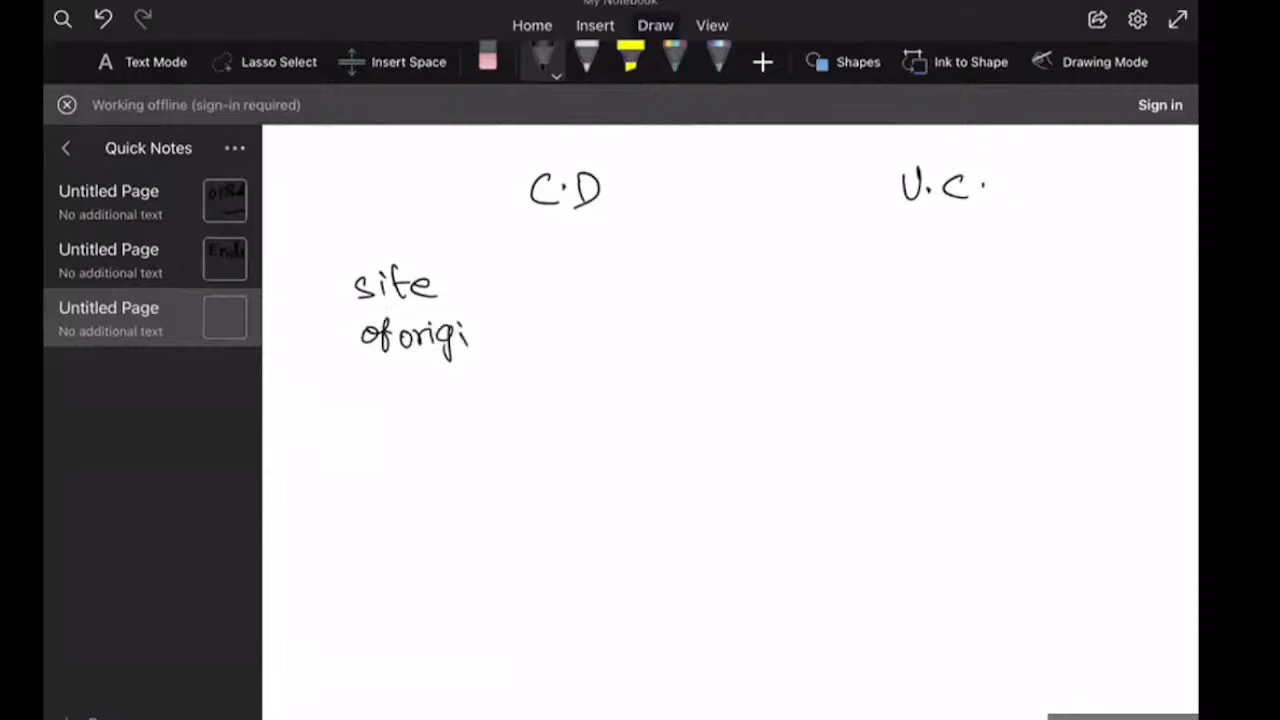 My Notebook
Home Insert Draw View
Text Mode Lasso Select Insert Space Shapes Ink to Shape Drawing Mode
Working offline (sign-in required) Sign in
Quick Notes
Untitled Page
No additional text
Untitled Page
No additional text
Untitled Page
No additional text
C.D U.C.
site
of origi